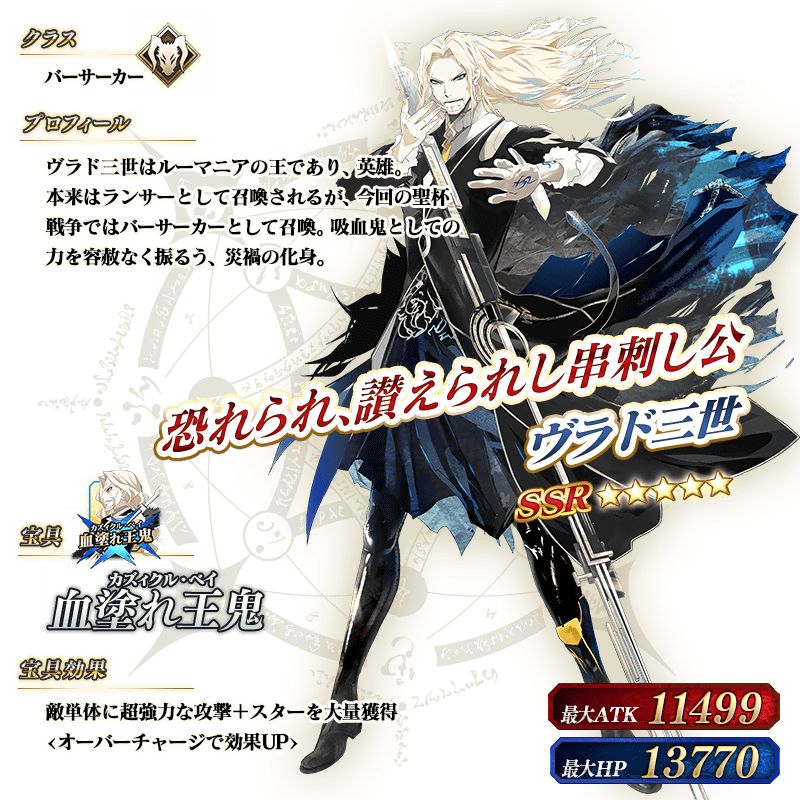 クラス
バーサーカー
プロフィール
ヴラド三世はルーマニアの王であり、英雄。
本来はランサーとして召喚されるが、今回の聖杯
戦争ではバーサーカーとして召喚。吸血鬼としての
力を容赦なく振るう、災禍の化身。
恐れられ、讃えられし串刺し公
ヴラド三世
SSR ☆☆☆☆☆
宝具
カズィクル・ベイ
血塗れ王鬼
カズィクル・ベイ
血塗れ王鬼
宝具効果
敵単体に超強力な攻撃＋スターを大量獲得
<オーバーチャージで効果UP>
最大ATK 11499
最大HP 13770